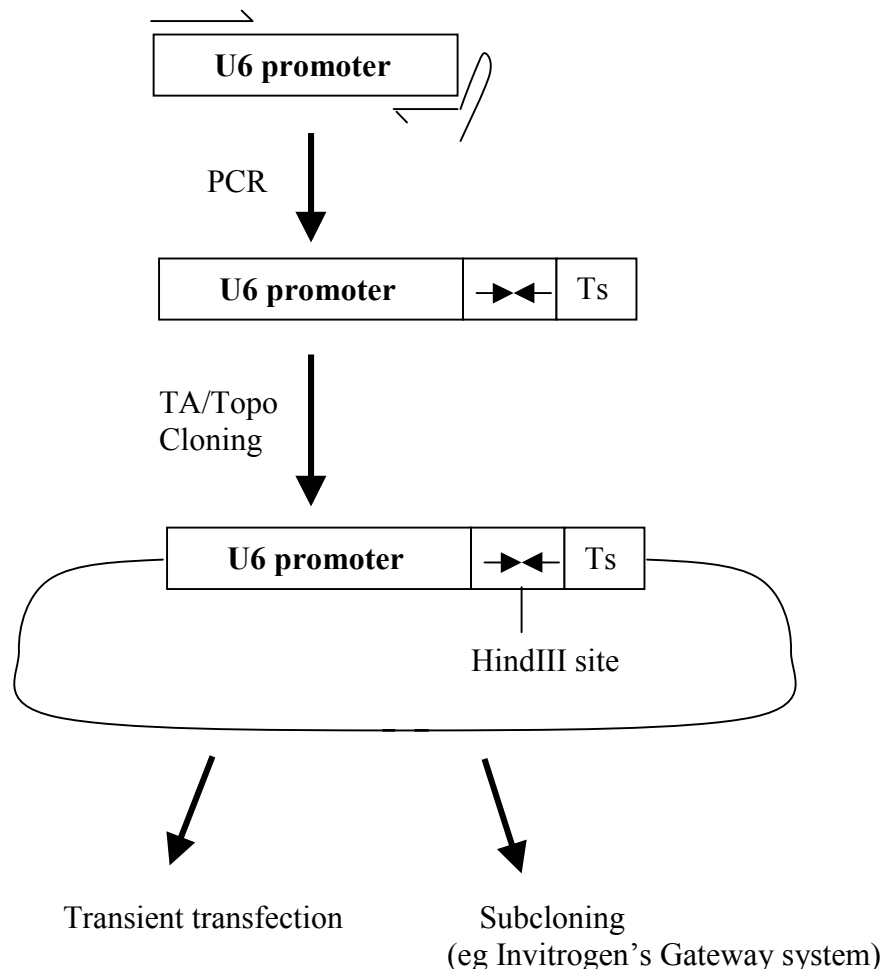 U6 promoter
PCR
U6 promoter
Ts
TA/Topo
Cloning
U6 promoter
Ts
HindIII site
Transient transfection
Subcloning
(eg Invitrogen's Gateway system)